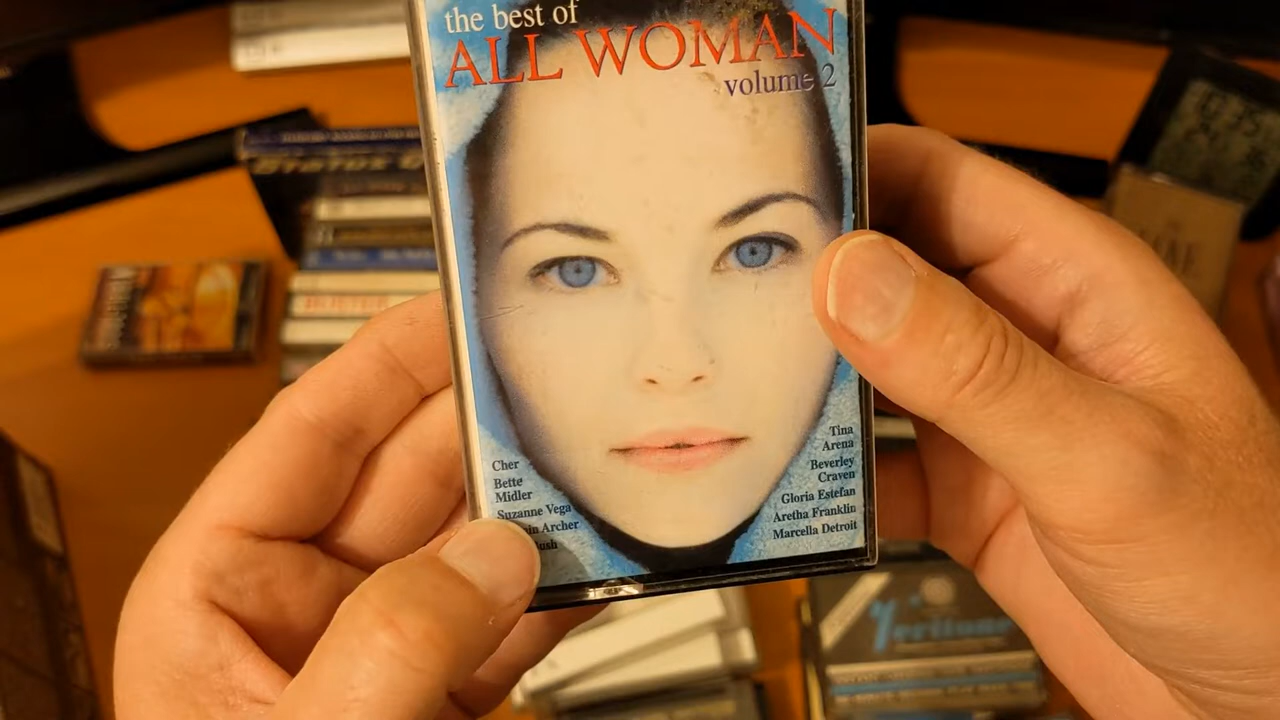 the best of
ALL WOMAN
volume 2
Cher
Bette
Midler
Suzanne Vega
Archer
Tina
Arena
Beverley
Craven
Gloria Estefan
Aretha Franklin
Marcella Detroit